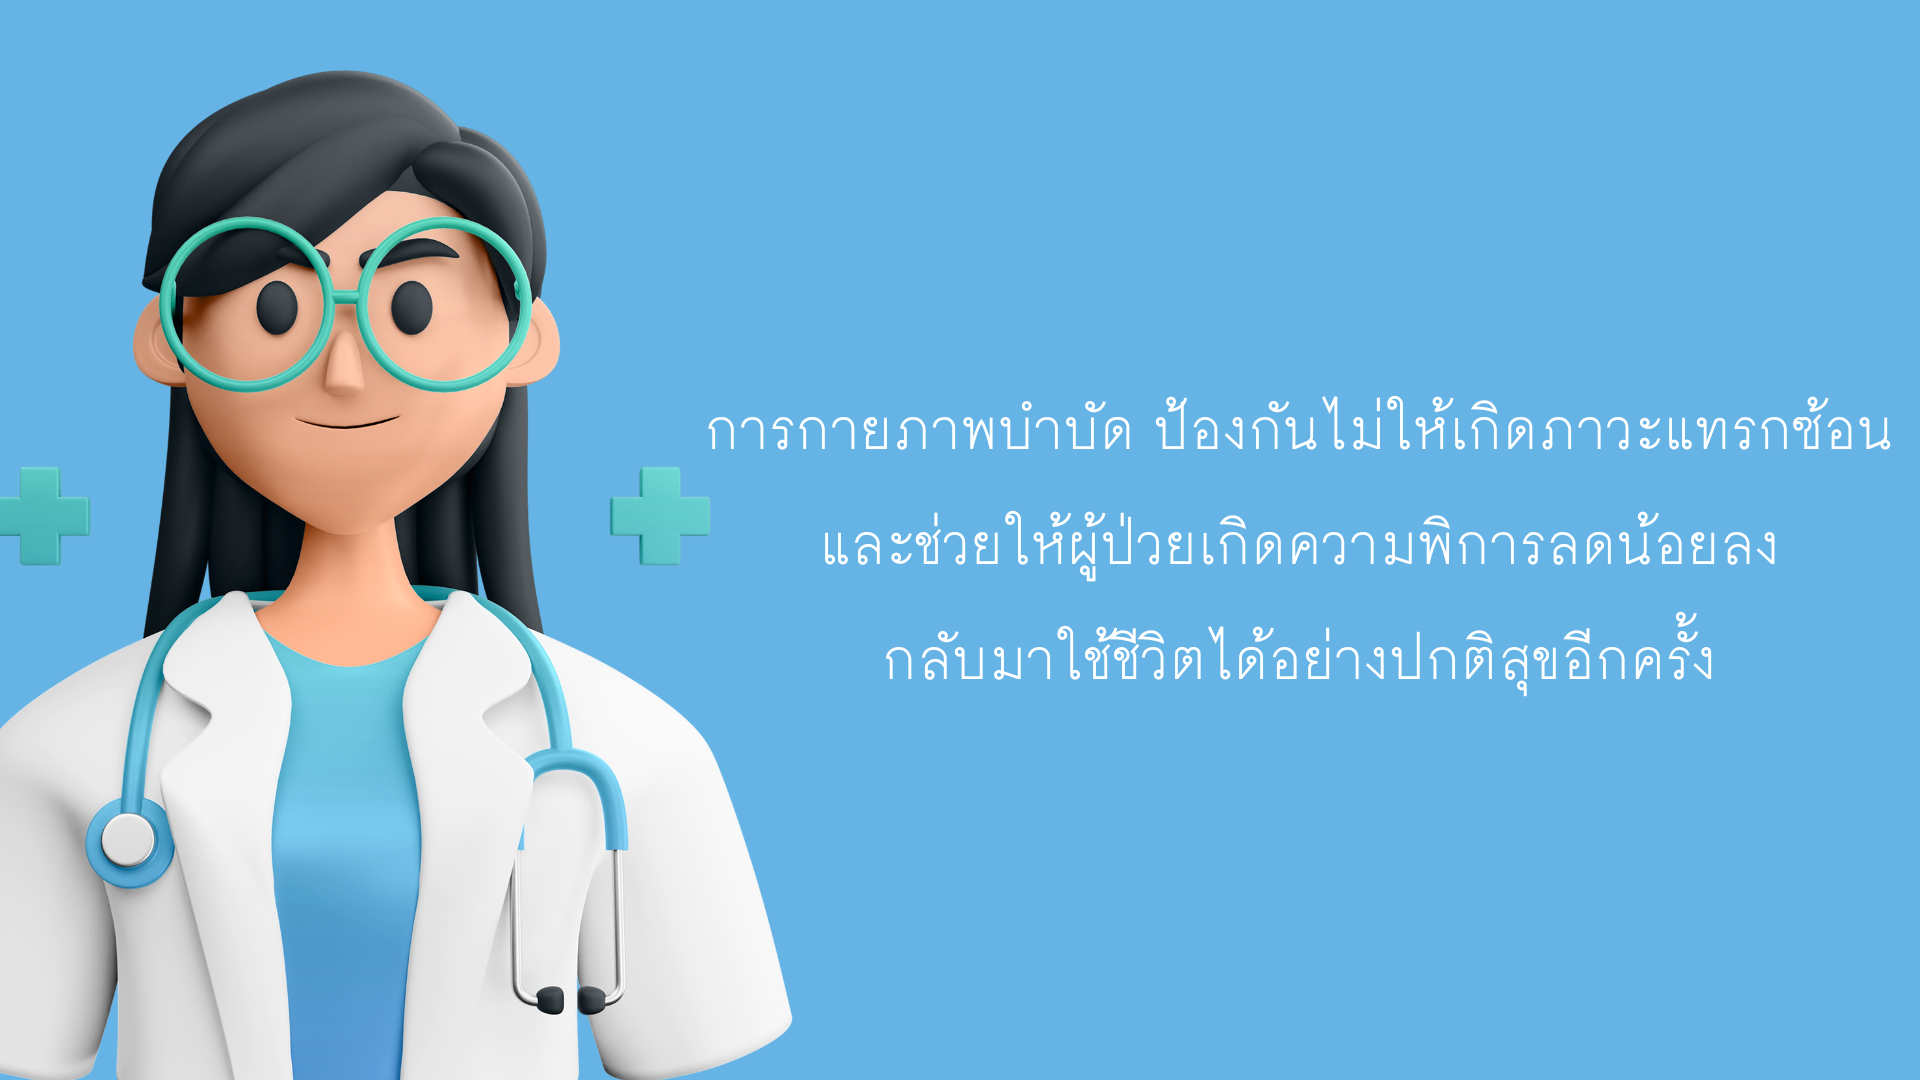 การกายภาพบำบัด ป้องกันไม่ให้เกิดภาวะแทรกซ้อน
และช่วยให้ผู้ป่วยเกิดความพิการลดน้อยลง
กลับมาใช้ชีวิตได้อย่างปกติสุขอีกครั้ง